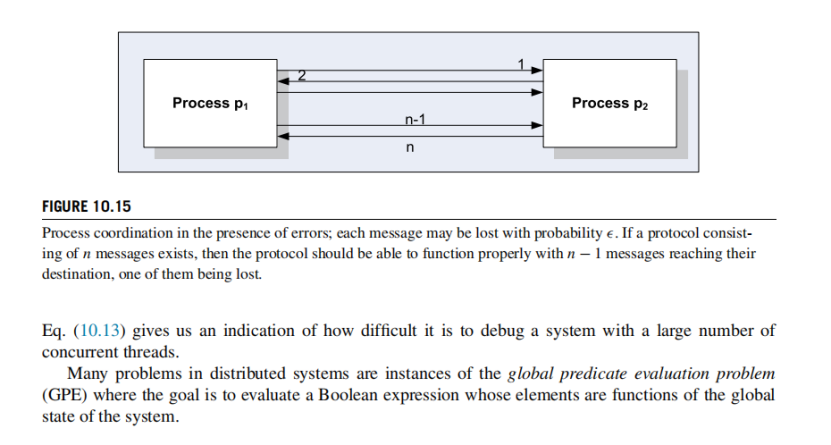 1
2
Process p₁
Process p₂
n-1
n
FIGURE 10.15
Process coordination in the presence of errors; each message may be lost with probability ϵ. If a protocol consist-
ing of n messages exists, then the protocol should be able to function properly with n − 1 messages reaching their
destination, one of them being lost.
Eq. (10.13) gives us an indication of how difficult it is to debug a system with a large number of
concurrent threads.
Many problems in distributed systems are instances of the global predicate evaluation problem
(GPE) where the goal is to evaluate a Boolean expression whose elements are functions of the global
state of the system.